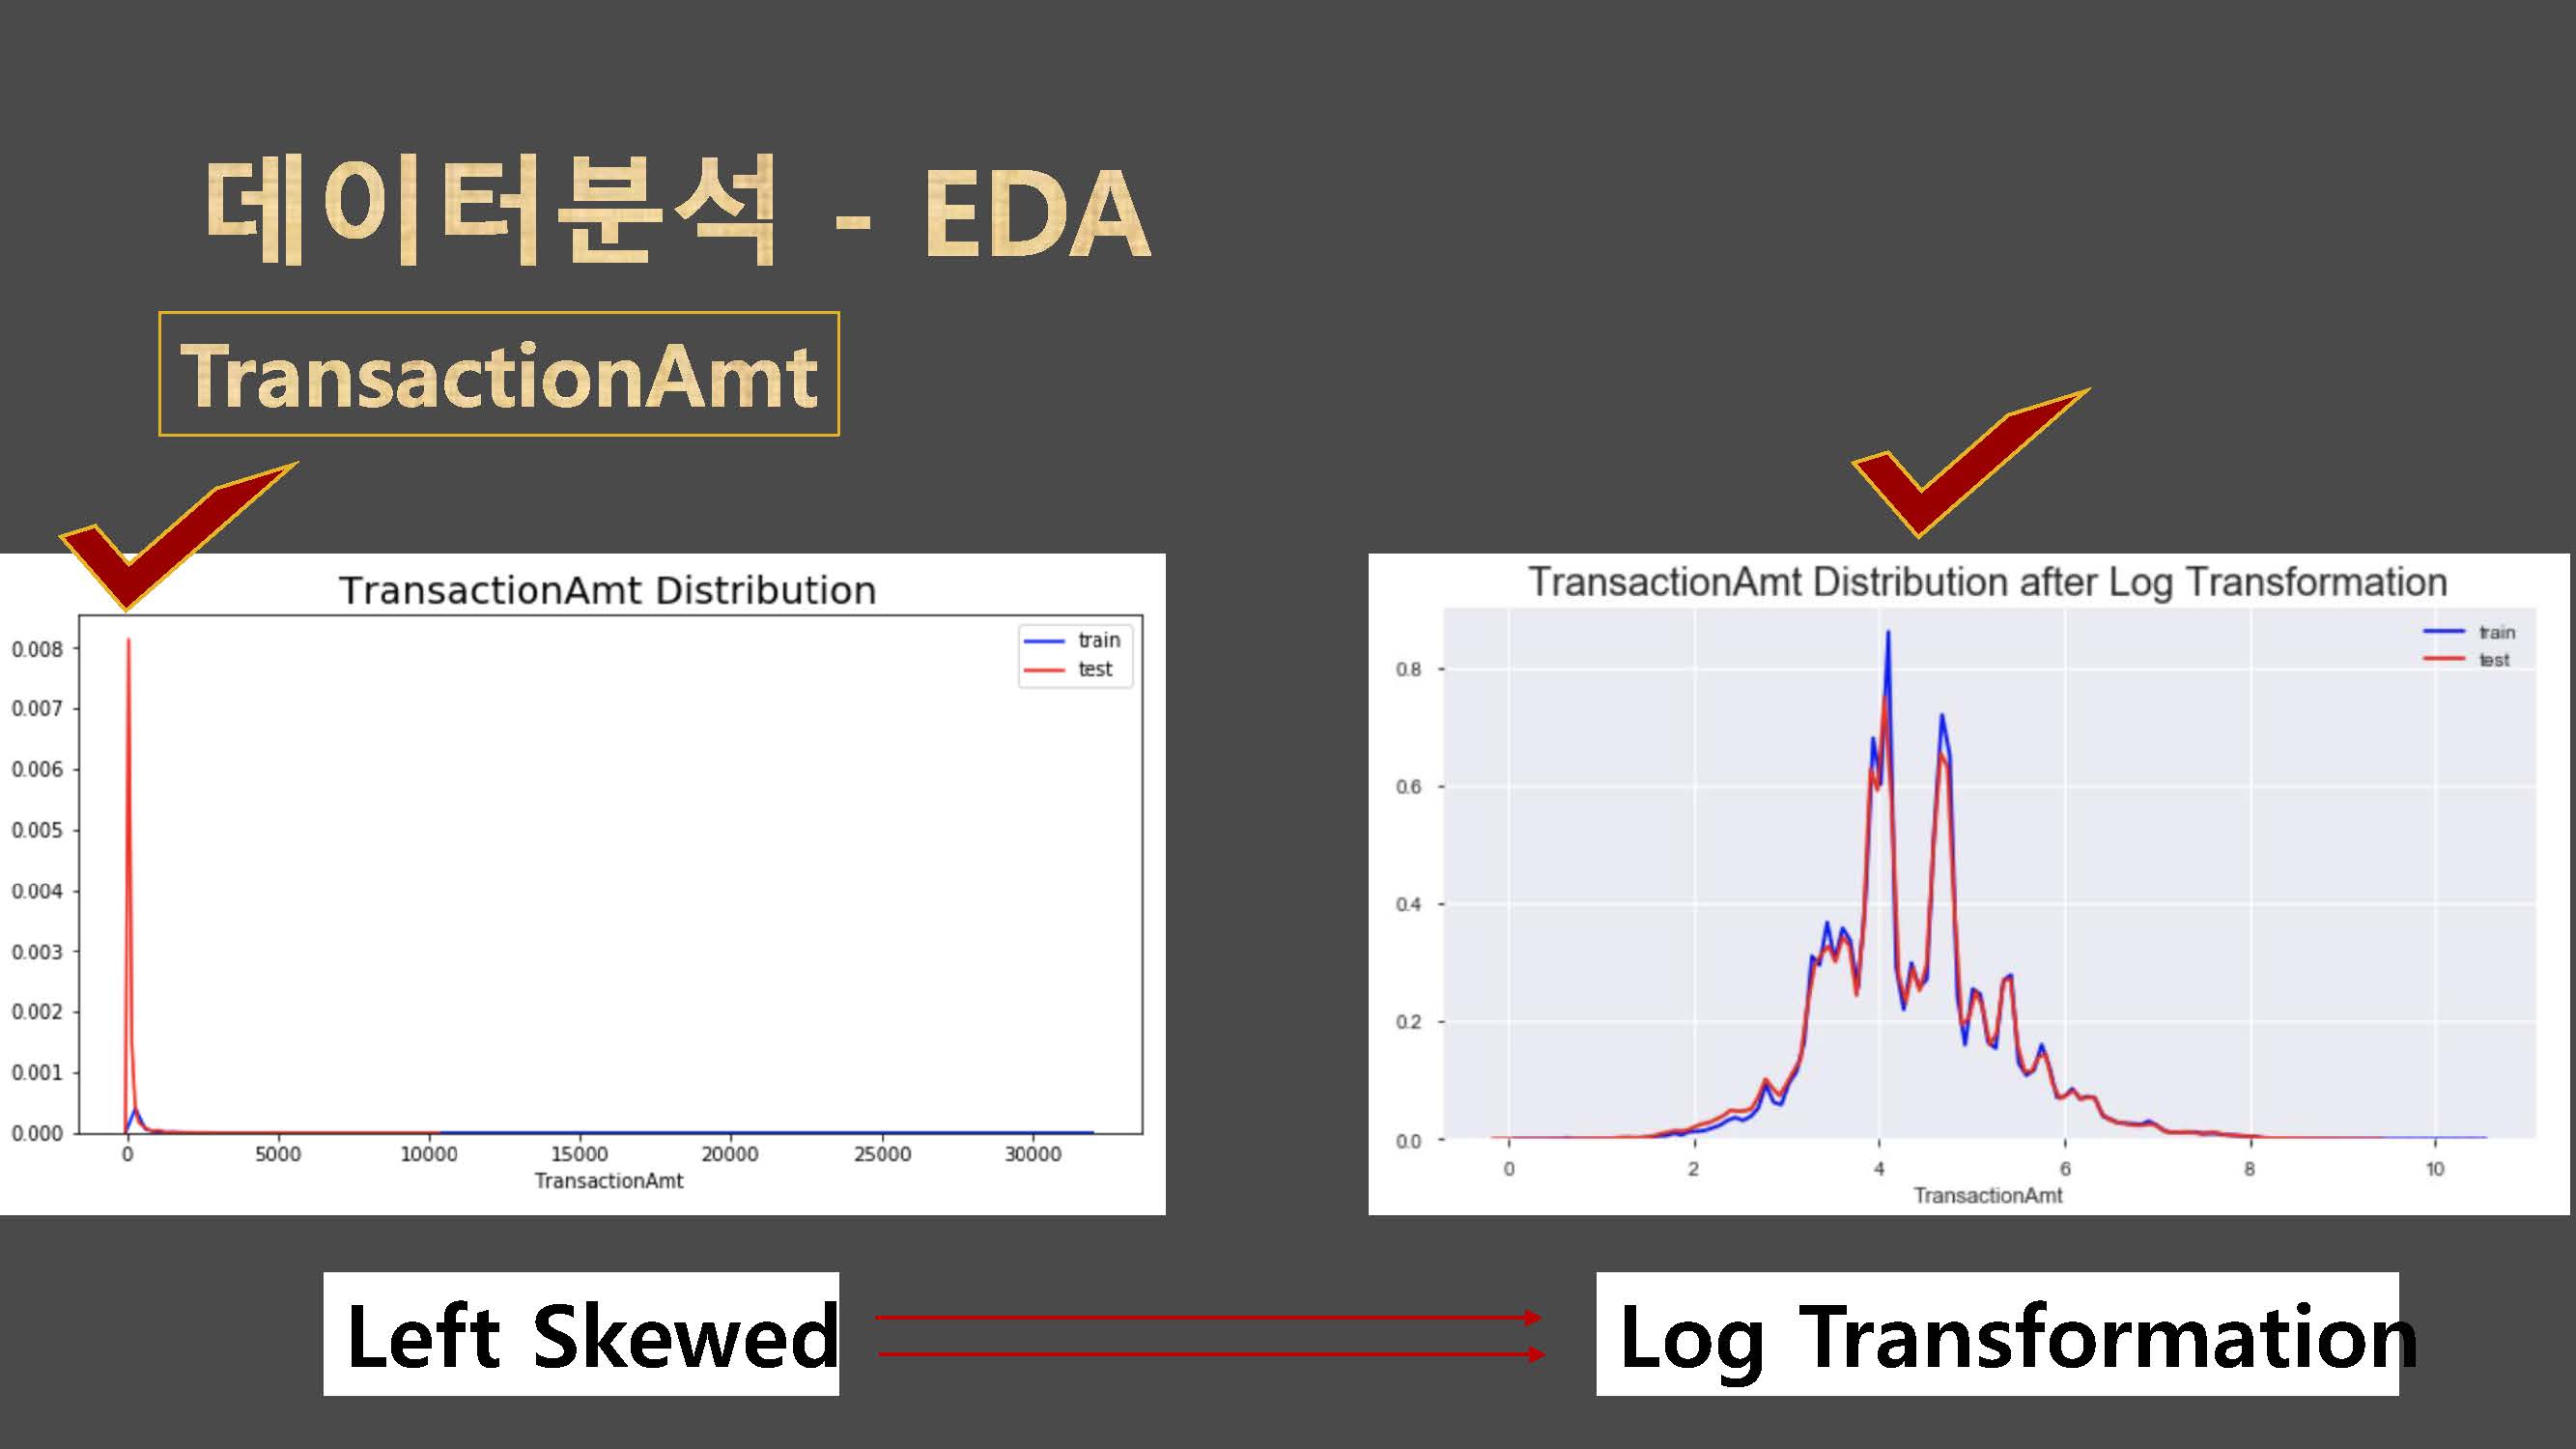 데이터분석 - EDA
TransactionAmt
TransactionAmt Distribution
train
test
0.008
0.007
0.006
0.005
0.004
0.003
0.002
0.001
0.000
0 5000 10000 15000 20000 25000 30000
TransactionAmt
TransactionAmt Distribution after Log Transformation
train
test
0.8
0.6
0.4
0.2
0.0
0 2 4 6 8 10
TransactionAmt
Left Skewed
Log Transformation